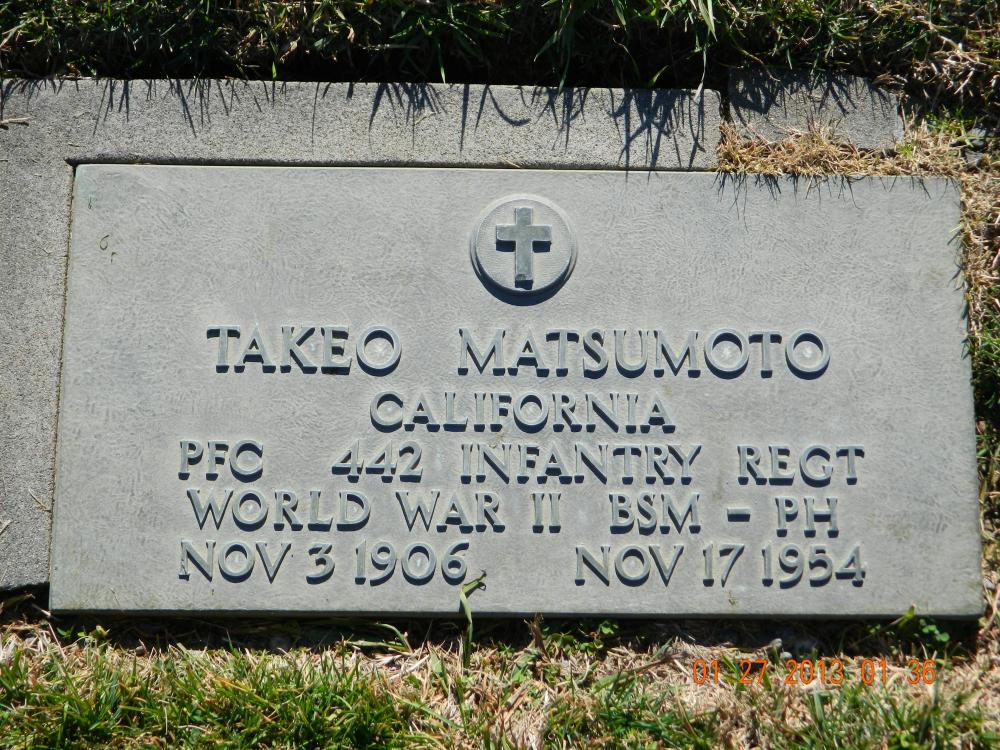 TAKEO MATSUMOTO
CALIFORNIA
PFC 442 INFANTRY REGT
WORLD WAR II BSM - PH
NOV 3 1906 NOV 17 1954
01 27 2013 01 36